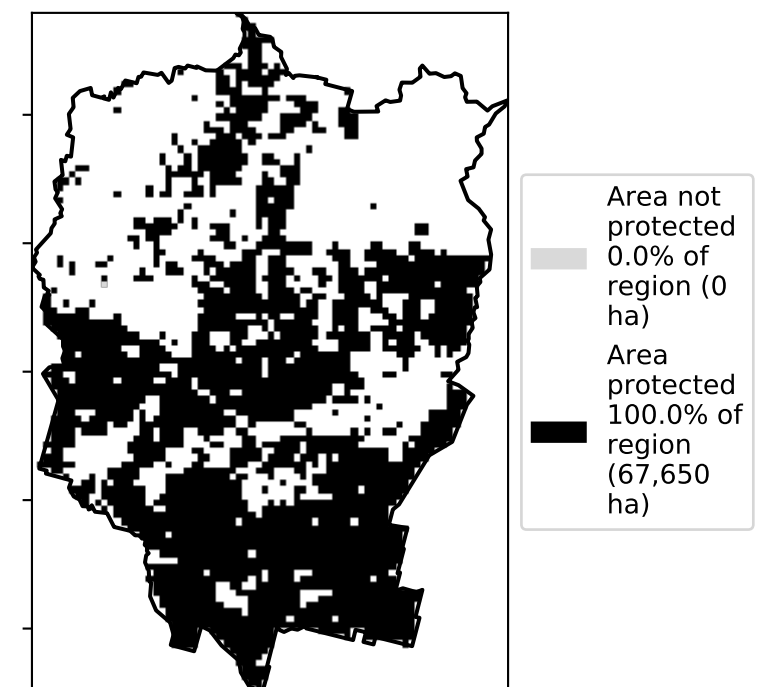 Area not
protected
0.0% of
region (0
ha)
Area
protected
100.0% of
region
(67,650
ha)